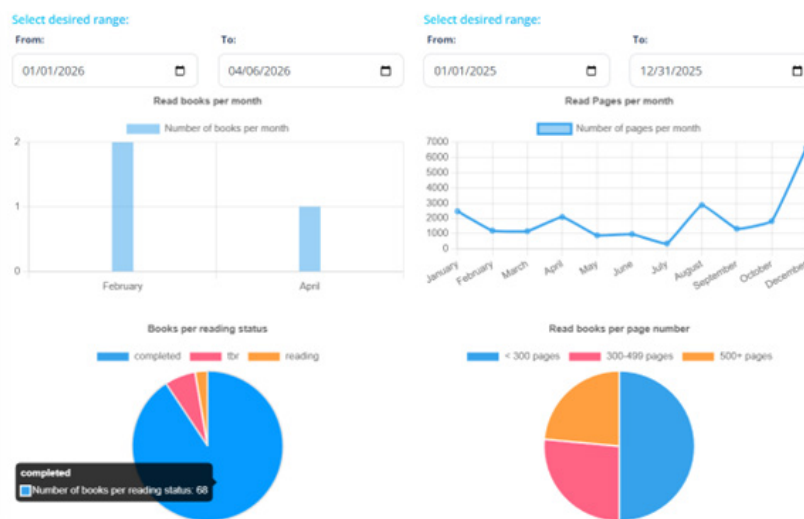 Select desired range:
From: To:
01/01/2026 04/06/2026
Read books per month
Number of books per month
2
1
0
February April
Books per reading status
completed tbr reading
completed
Number of books per reading status: 68
Select desired range:
From: To:
01/01/2025 12/31/2025
Read Pages per month
Number of pages per month
7000
6000
5000
4000
3000
2000
1000
0
January February March April May June July August September October December
Read books per page number
< 300 pages 300-499 pages 500+ pages